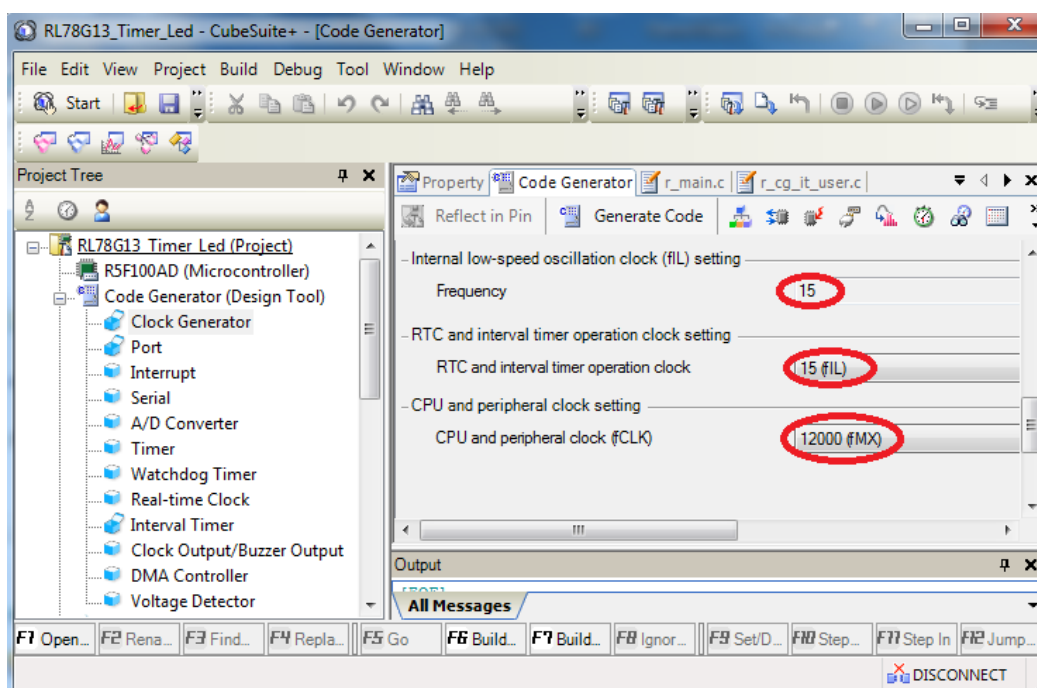 RL78G13_Timer_Led - CubeSuite+ - [Code Generator]
File Edit View Project Build Debug Tool Window Help
Start
Project Tree
RL78G13_Timer_Led (Project)
R5F100AD (Microcontroller)
Code Generator (Design Tool)
Clock Generator
Port
Interrupt
Serial
A/D Converter
Timer
Watchdog Timer
Real-time Clock
Interval Timer
Clock Output/Buzzer Output
DMA Controller
Voltage Detector
Property Code Generator r_main.c r_cg_it_user.c
Reflect in Pin Generate Code
Internal low-speed oscillation clock (fIL) setting
Frequency 15
RTC and interval timer operation clock setting
RTC and interval timer operation clock 15 (fIL)
CPU and peripheral clock setting
CPU and peripheral clock (fCLK) 12000 (fMX)
Output
All Messages
F1 Open... F2 Rena... F3 Find... F4 Repla... F5 Go F6 Build... F7 Build... F8 Ignor... F9 Set/D... F10 Step... F11 Step In F12 Jump...
DISCONNECT